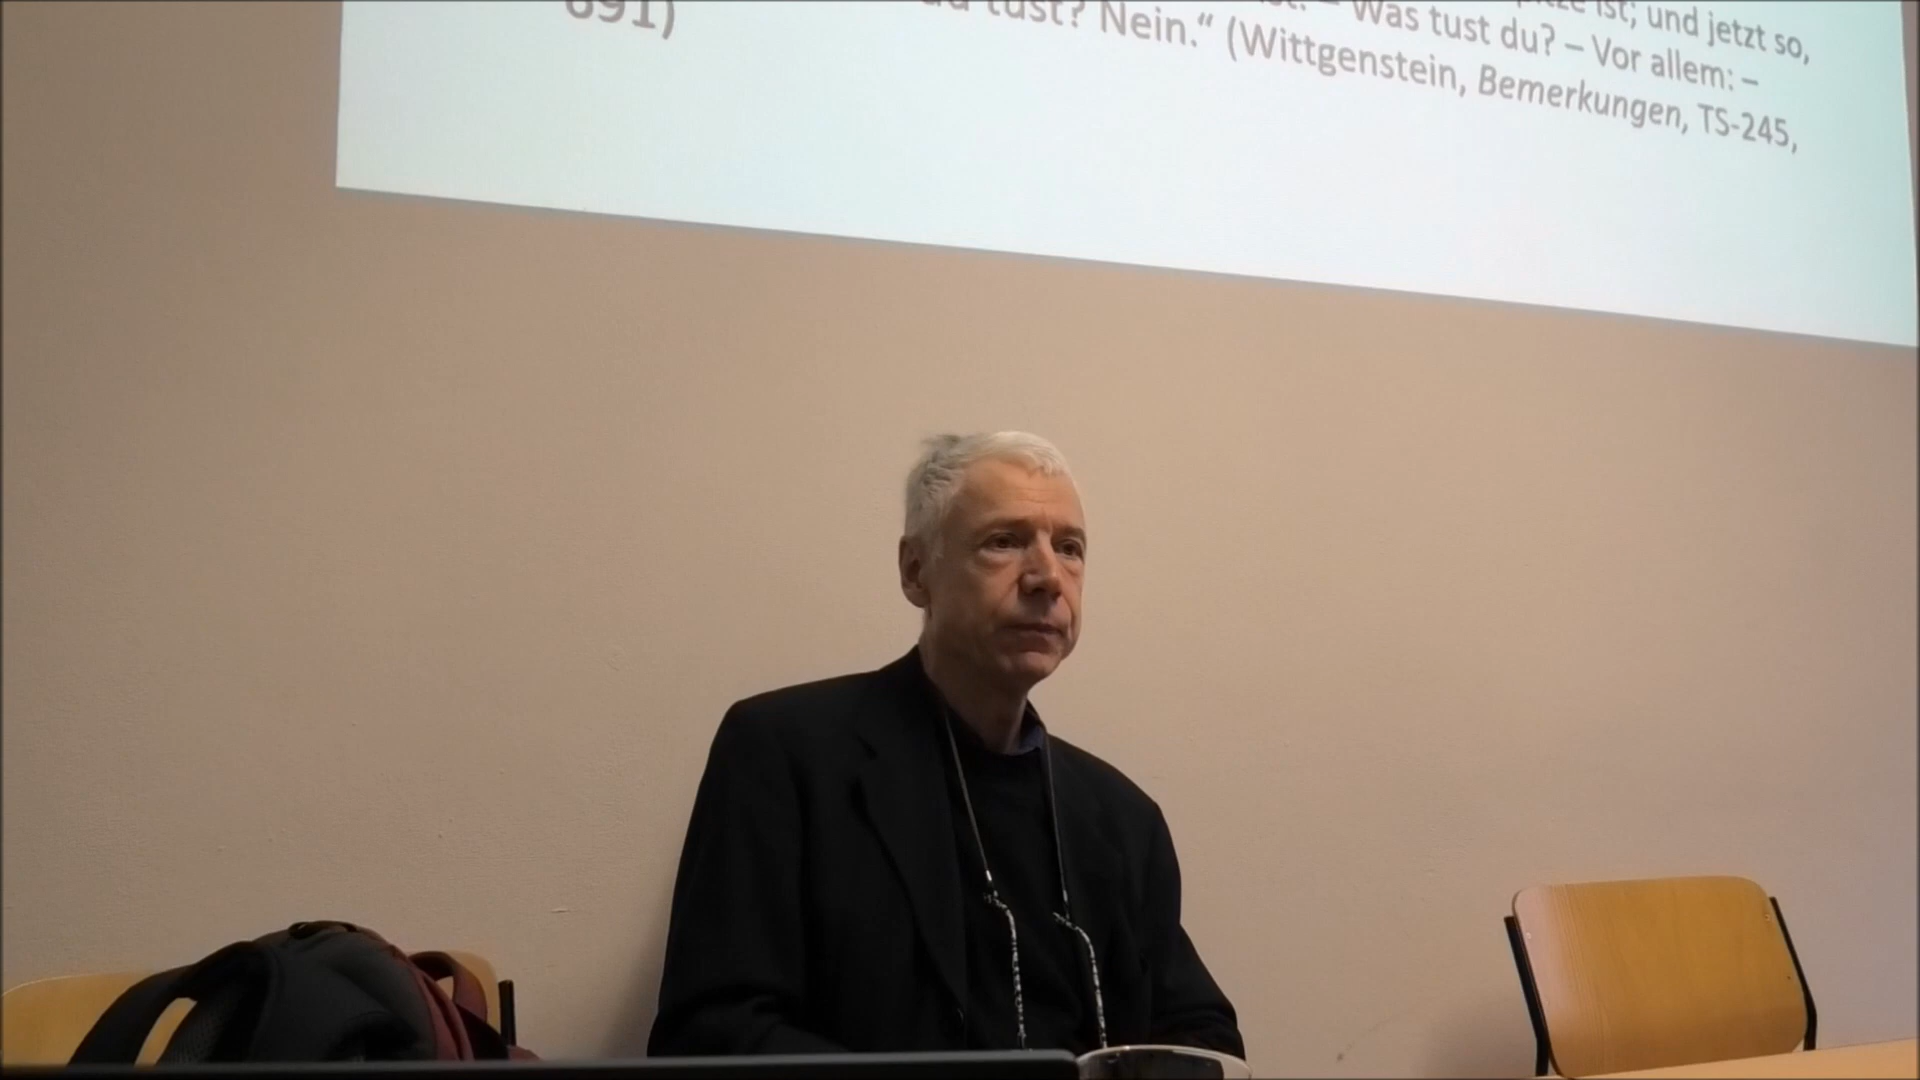 ist; und jetzt so,
tust? Nein.“ (Wittgenstein, Bemerkungen, TS-245, – Was tust du? – Vor allem: –
691)